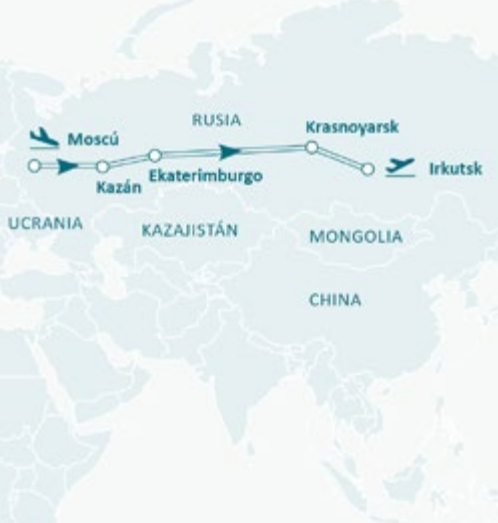 RUSIA
Krasnoyarsk
Moscú
Ekaterimburgo
Irkutsk
Kazán
UCRANIA
KAZAJISTÁN
MONGOLIA
CHINA